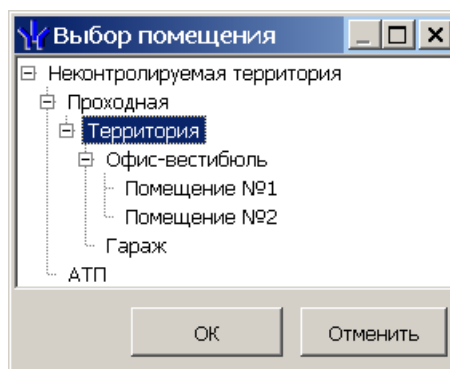 Выбор помещения
Неконтролируемая территория
Проходная
Территория
Офис-вестибюль
Помещение №1
Помещение №2
Гараж
АТП
ОК
Отменить